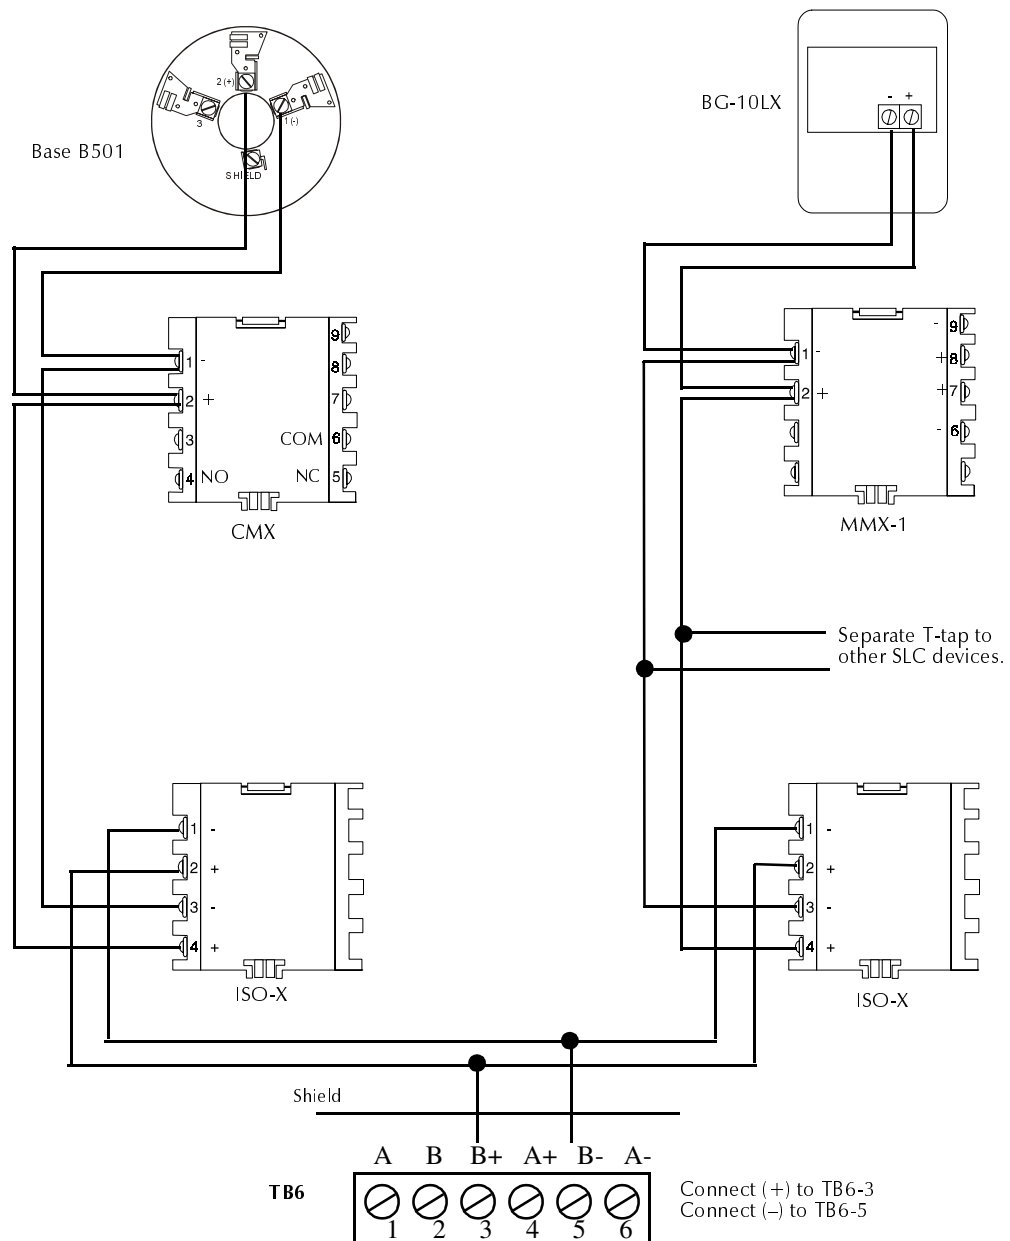 2 (+)
1 (-)
3
SHIELD
Base B501
BG-10LX
- +
1 -
2 +
3
4 NO
9
8
7
COM 6
NC 5
CMX
1 -
2 +
- 9
+ 8
+ 7
- 6
MMX-1
Separate T-tap to
other SLC devices.
1 -
2 +
3 -
4 +
ISO-X
1 -
2 +
3 -
4 +
ISO-X
Shield
A B B+ A+ B- A-
TB6
1 2 3 4 5 6
Connect (+) to TB6-3
Connect (–) to TB6-5